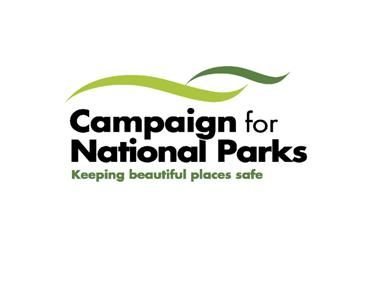 Campaign for
National Parks
Keeping beautiful places safe